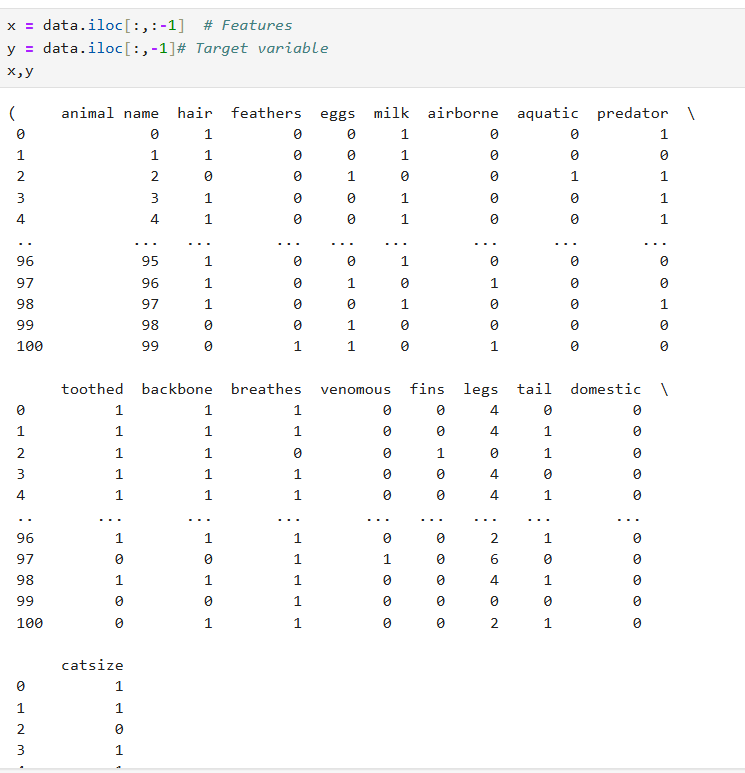 x = data.iloc[:,:-1]  # Features
y = data.iloc[:,-1]# Target variable
x,y
(     animal name  hair  feathers  eggs  milk  airborne  aquatic  predator  \
0              0     1         0     0     1         0        0         1
1              1     1         0     0     1         0        0         0
2              2     0         0     1     0         0        1         1
3              3     1         0     0     1         0        0         1
4              4     1         0     0     1         0        0         1
..           ...   ...       ...   ...   ...       ...      ...       ...
96            95     1         0     0     1         0        0         0
97            96     1         0     1     0         1        0         0
98            97     1         0     0     1         0        0         1
99            98     0         0     1     0         0        0         0
100           99     0         1     1     0         1        0         0
      toothed  backbone  breathes  venomous  fins  legs  tail  domestic  \
0           1         1         1         0     0     4     0         0
1           1         1         1         0     0     4     1         0
2           1         1         0         0     1     0     1         0
3           1         1         1         0     0     4     0         0
4           1         1         1         0     0     4     1         0
..        ...       ...       ...       ...   ...   ...   ...       ...
96          1         1         1         0     0     2     1         0
97          0         0         1         1     0     6     0         0
98          1         1         1         0     0     4     1         0
99          0         0         1         0     0     0     0         0
100         0         1         1         0     0     2     1         0
      catsize
0           1
1           1
2           0
3           1